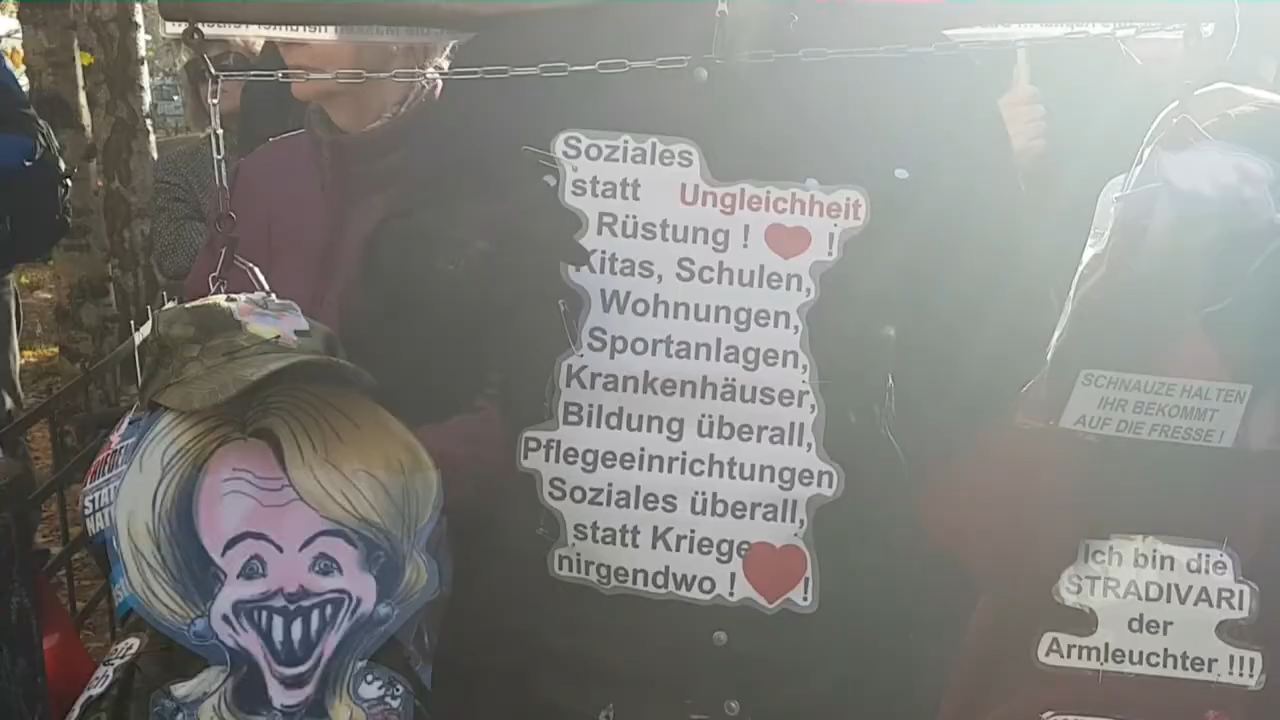 Soziales
statt Ungleichheit
Rüstung ! !
Kitas, Schulen,
Wohnungen,
Sportanlagen,
Krankenhäuser,
Bildung überall,
Pflegeeinrichtungen
Soziales überall,
statt Kriege
nirgendwo ! !
SCHNAUZE HALTEN
IHR BEKOMMT
AUF DIE FRESSE !
Ich bin die
STRADIVARI
der
Armleuchter !!!